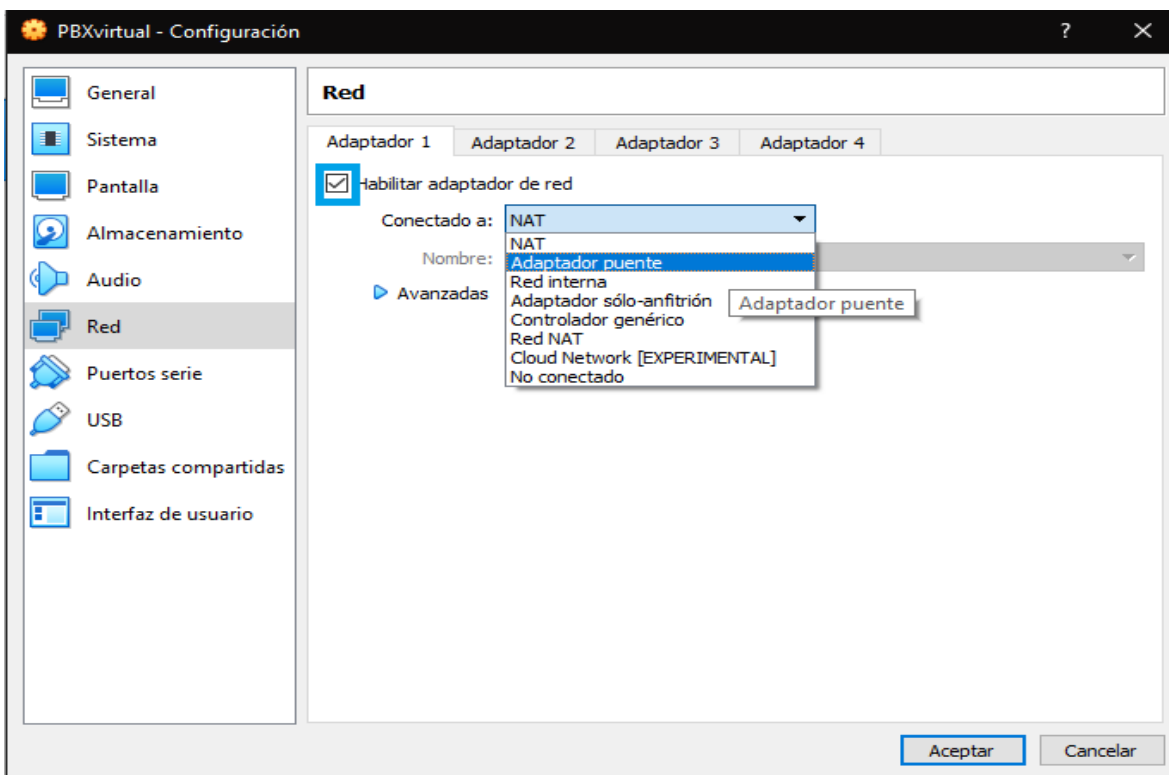 PBXvirtual - Configuración
?
General
Sistema
Pantalla
Almacenamiento
Audio
Red
Puertos serie
USB
Carpetas compartidas
Interfaz de usuario
Red
Adaptador 1 Adaptador 2 Adaptador 3 Adaptador 4
Habilitar adaptador de red
Conectado a: NAT
NAT
Nombre:
Adaptador puente
Red interna
Avanzadas
Adaptador sólo-anfitrión
Adaptador puente
Controlador genérico
Red NAT
Cloud Network [EXPERIMENTAL]
No conectado
Aceptar Cancelar